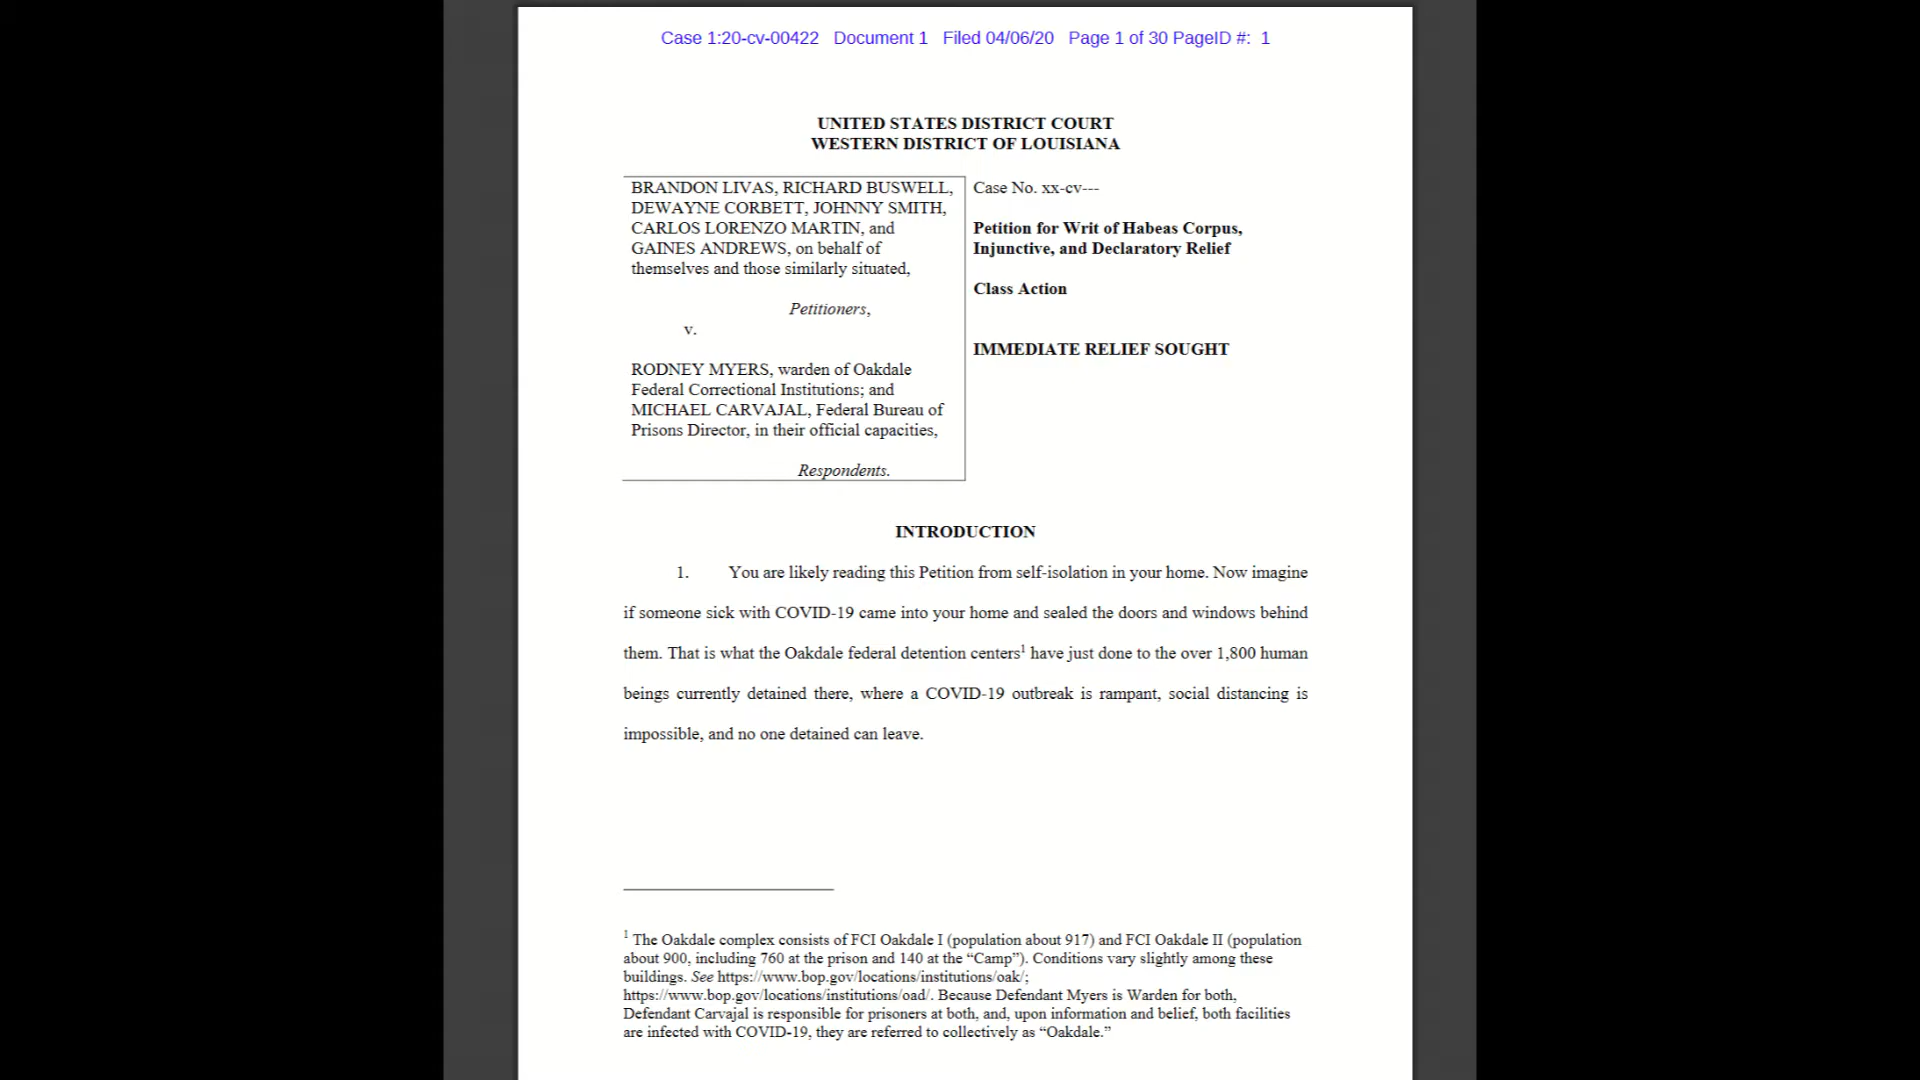 Case 1:20-cv-00422 Document 1 Filed 04/06/20 Page 1 of 30 PageID #: 1
UNITED STATES DISTRICT COURT
WESTERN DISTRICT OF LOUISIANA
BRANDON LIVAS, RICHARD BUSWELL,
DEWAYNE CORBETT, JOHNNY SMITH,
CARLOS LORENZO MARTIN, and
GAINES ANDREWS, on behalf of
themselves and those similarly situated,
Petitioners,
v.
RODNEY MYERS, warden of Oakdale
Federal Correctional Institutions; and
MICHAEL CARVAJAL, Federal Bureau of
Prisons Director, in their official capacities,
Respondents.
Case No. xx-cv---
Petition for Writ of Habeas Corpus,
Injunctive, and Declaratory Relief
Class Action
IMMEDIATE RELIEF SOUGHT
INTRODUCTION
1. You are likely reading this Petition from self-isolation in your home. Now imagine
if someone sick with COVID-19 came into your home and sealed the doors and windows behind
them. That is what the Oakdale federal detention centers¹ have just done to the over 1,800 human
beings currently detained there, where a COVID-19 outbreak is rampant, social distancing is
impossible, and no one detained can leave.
¹ The Oakdale complex consists of FCI Oakdale I (population about 917) and FCI Oakdale II (population
about 900, including 760 at the prison and 140 at the “Camp”). Conditions vary slightly among these
buildings. See https://www.bop.gov/locations/institutions/oak/;
https://www.bop.gov/locations/institutions/oad/. Because Defendant Myers is Warden for both,
Defendant Carvajal is responsible for prisoners at both, and, upon information and belief, both facilities
are infected with COVID-19, they are referred to collectively as “Oakdale.”